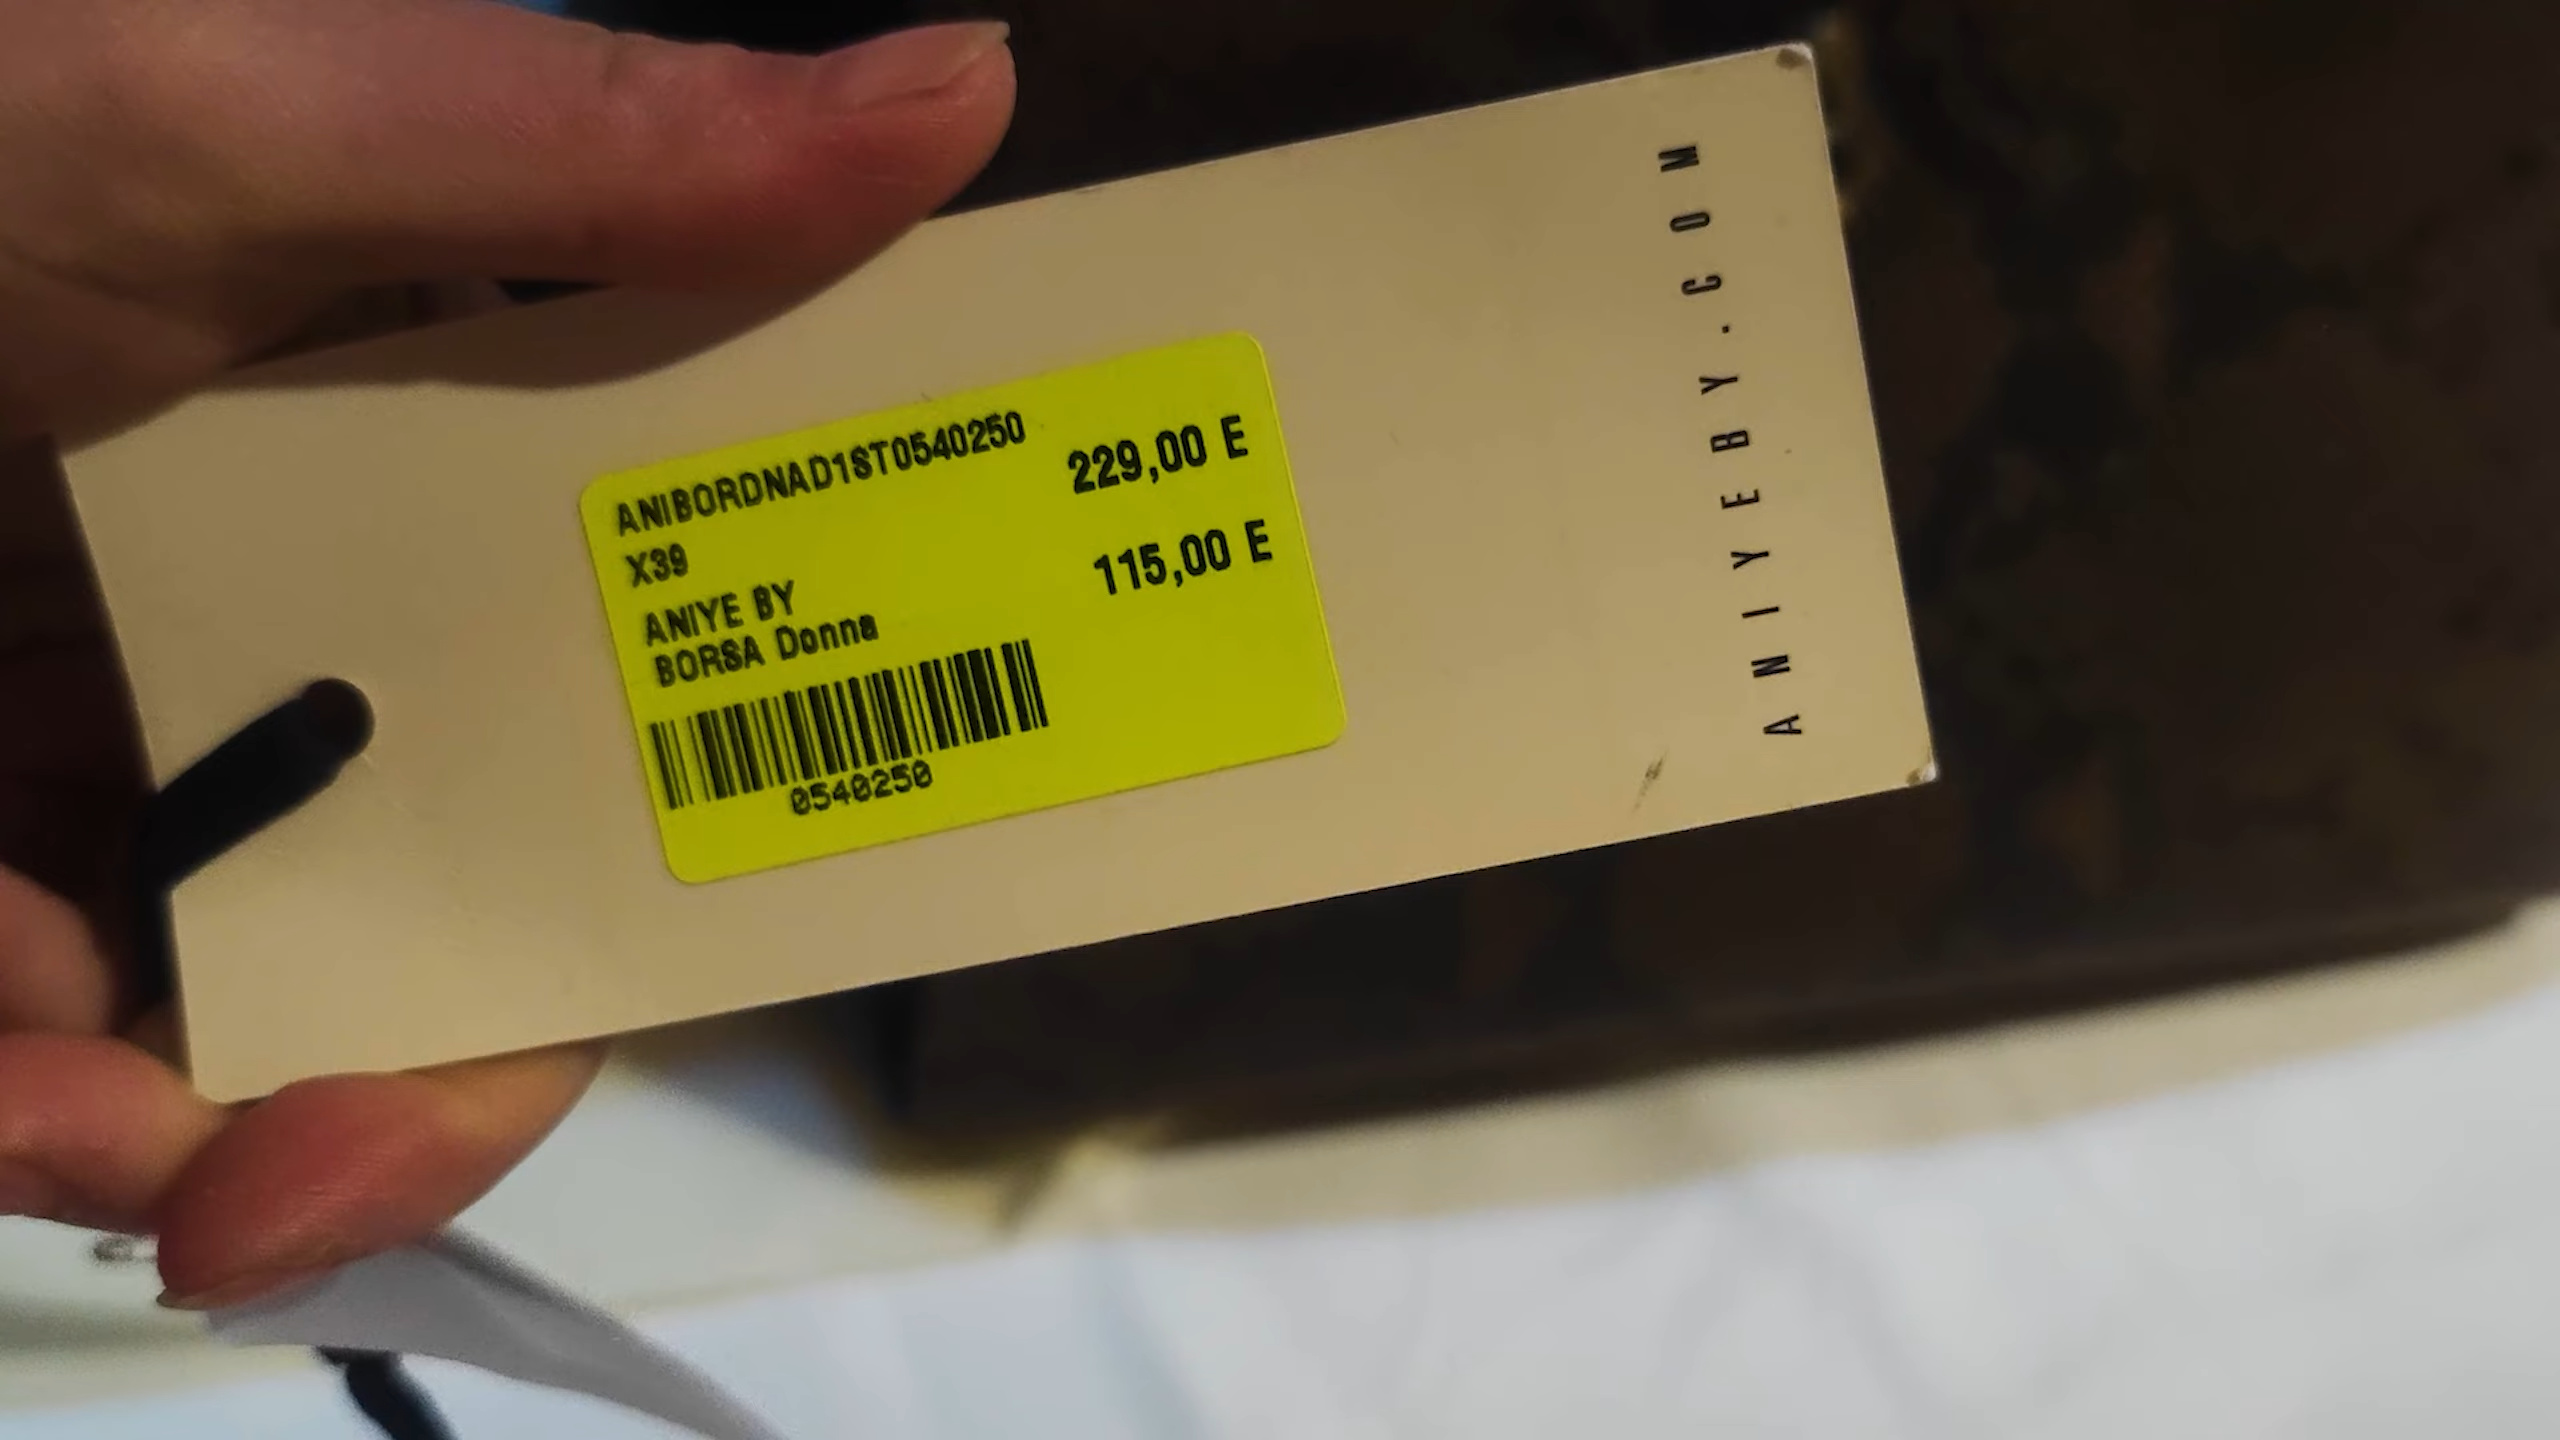 ANIBORDNAD1ST0540250
229,00 E
X39
115,00 E
ANIYE BY
BORSA Donna
0540250
ANIYEBY.COM